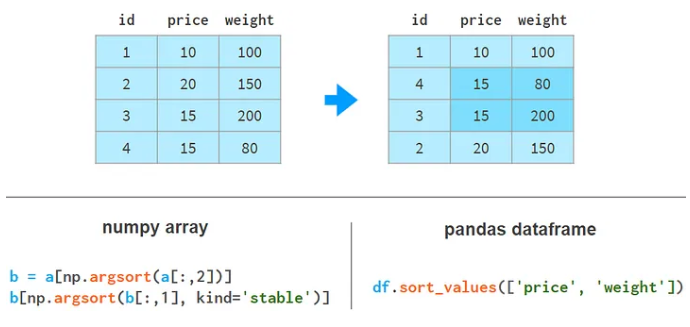 id price weight
1 10 100
2 20 150
3 15 200
4 15 80
id price weight
1 10 100
4 15 80
3 15 200
2 20 150
numpy array
b = a[np.argsort(a[:,2])]
b[np.argsort(b[:,1], kind='stable')]
pandas dataframe
df.sort_values(['price', 'weight'])